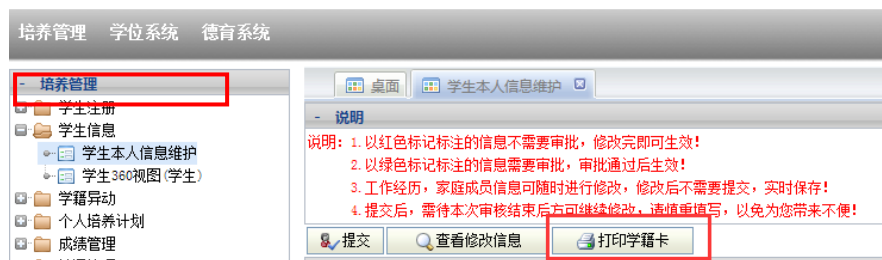 培养管理 学位系统 德育系统
- 培养管理
学生注册
学生信息
学生本人信息维护
学生360视图(学生)
学籍异动
个人培养计划
成绩管理
桌面 学生本人信息维护
- 说明
说明: 1.以红色标记标注的信息不需要审批，修改完即可生效!
2.以绿色标记标注的信息需要审批，审批通过后生效!
3.工作经历，家庭成员信息可随时进行修改，修改后不需要提交，实时保存!
4.提交后，需待本次审核结束后方可继续修改，请慎重填写，以免为您带来不便!
提交 查看修改信息 打印学籍卡